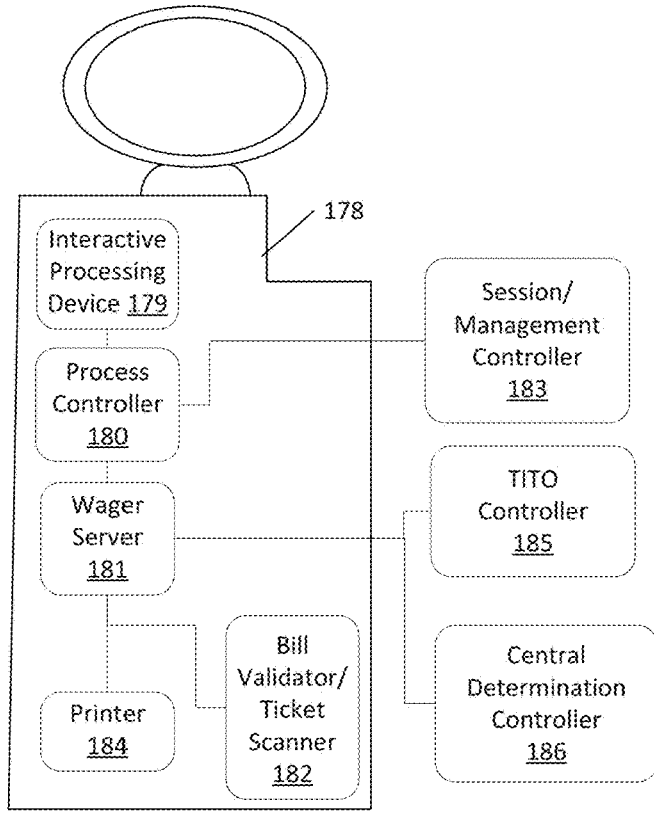 178
Interactive
Processing
Device 179
Session/
Management
Controller
183
Process
Controller
180
TITO
Controller
185
Wager
Server
181
Bill
Validator/
Ticket
Scanner
182
Central
Determination
Controller
186
Printer
184